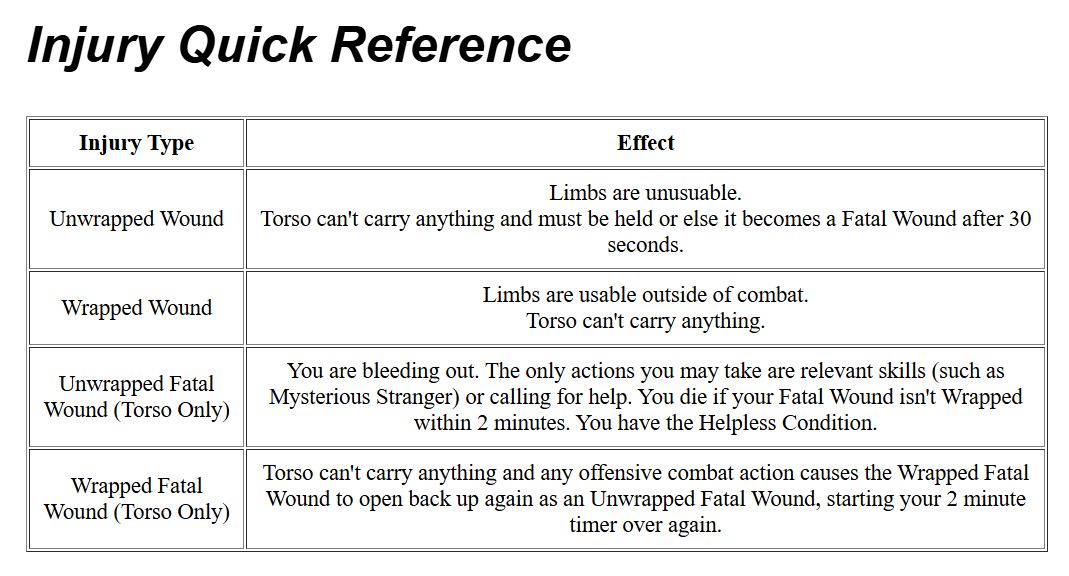 Injury Quick Reference
Injury Type
Effect
Unwrapped Wound
Limbs are unusuable.
Torso can't carry anything and must be held or else it becomes a Fatal Wound after 30
seconds.
Wrapped Wound
Limbs are usable outside of combat.
Torso can't carry anything.
Unwrapped Fatal
Wound (Torso Only)
You are bleeding out. The only actions you may take are relevant skills (such as
Mysterious Stranger) or calling for help. You die if your Fatal Wound isn't Wrapped
within 2 minutes. You have the Helpless Condition.
Wrapped Fatal
Wound (Torso Only)
Torso can't carry anything and any offensive combat action causes the Wrapped Fatal
Wound to open back up again as an Unwrapped Fatal Wound, starting your 2 minute
timer over again.